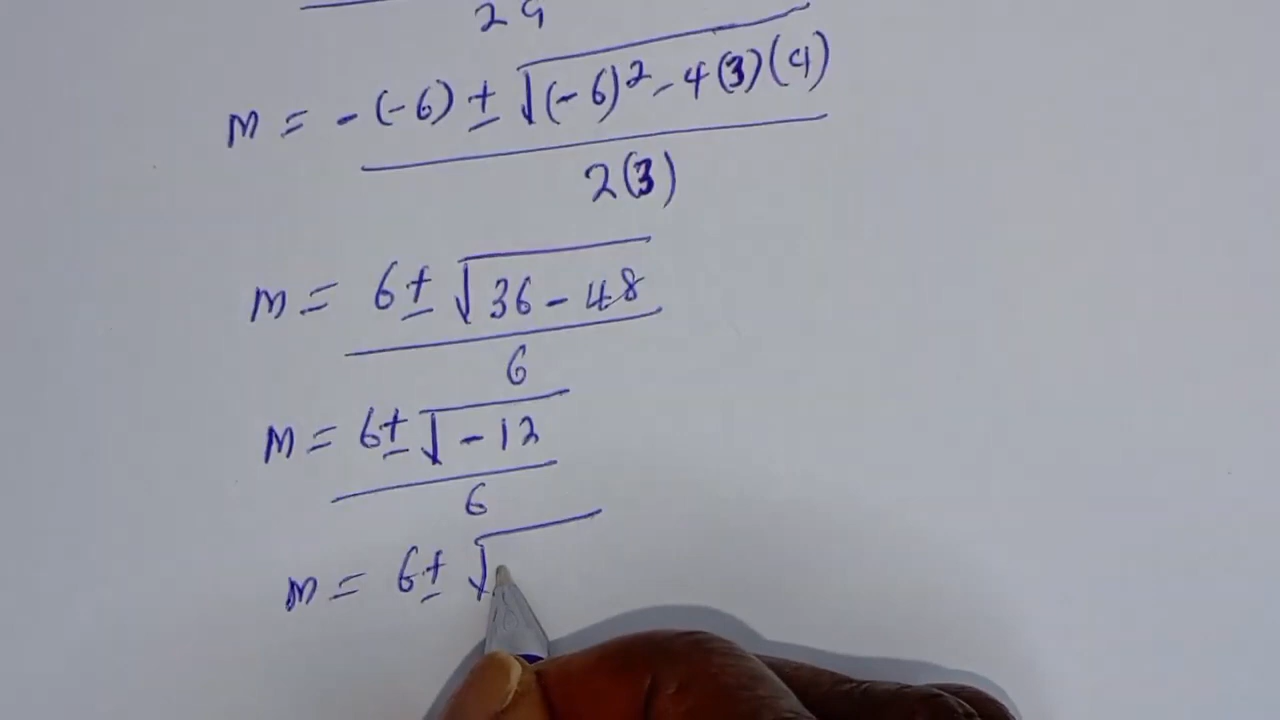 2a
m = -(-6) ± √(-6)² - 4(3)(4)
2(3)
m = 6 ± √36 - 48
6
m = 6 ± √-12
6
m = 6 ± √